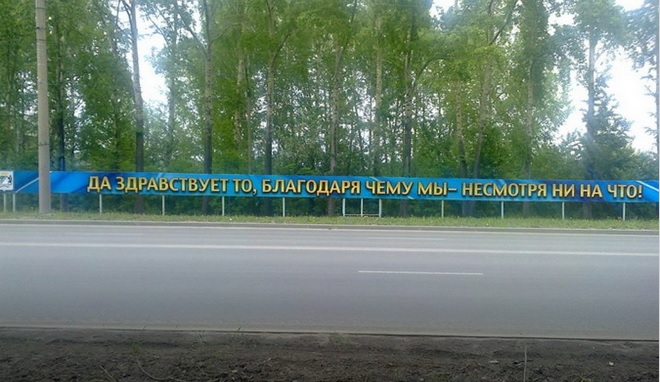 ДА ЗДРАВСТВУЕТ ТО, БЛАГОДАРЯ ЧЕМУ МЫ- НЕСМОТРЯ НИ НА ЧТО!